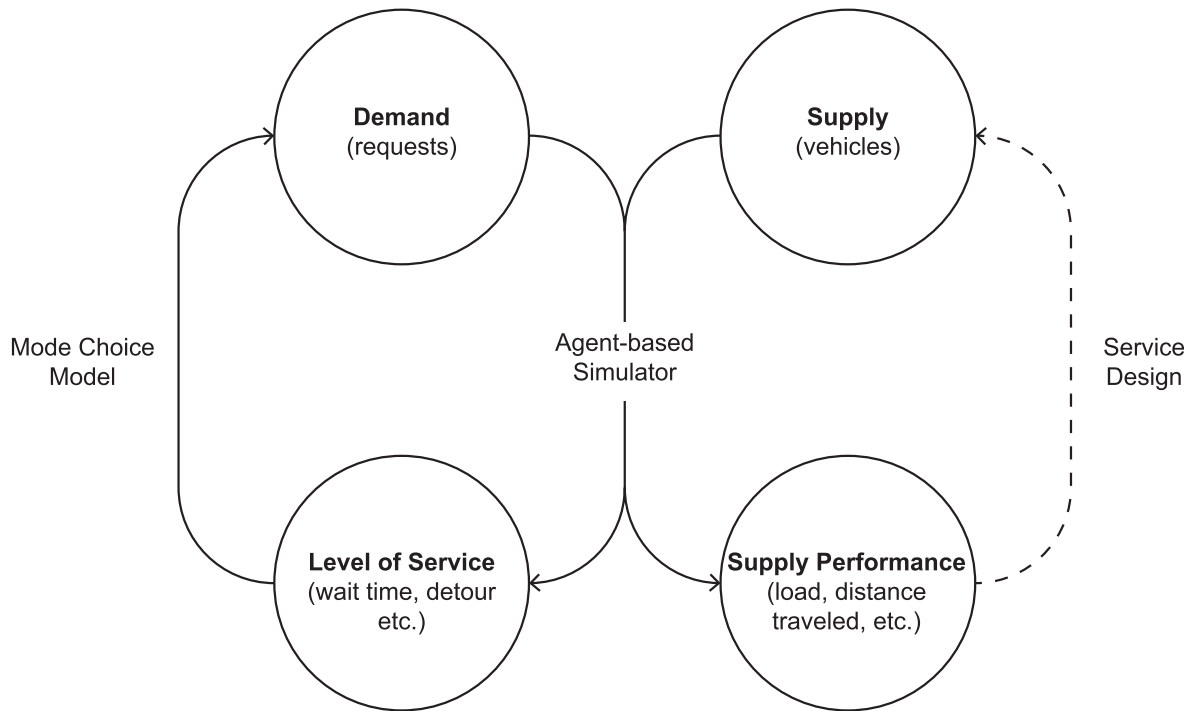 Demand
(requests)
Supply
(vehicles)
Mode Choice
Model
Agent-based
Simulator
Service
Design
Level of Service
(wait time, detour
etc.)
Supply Performance
(load, distance
traveled, etc.)